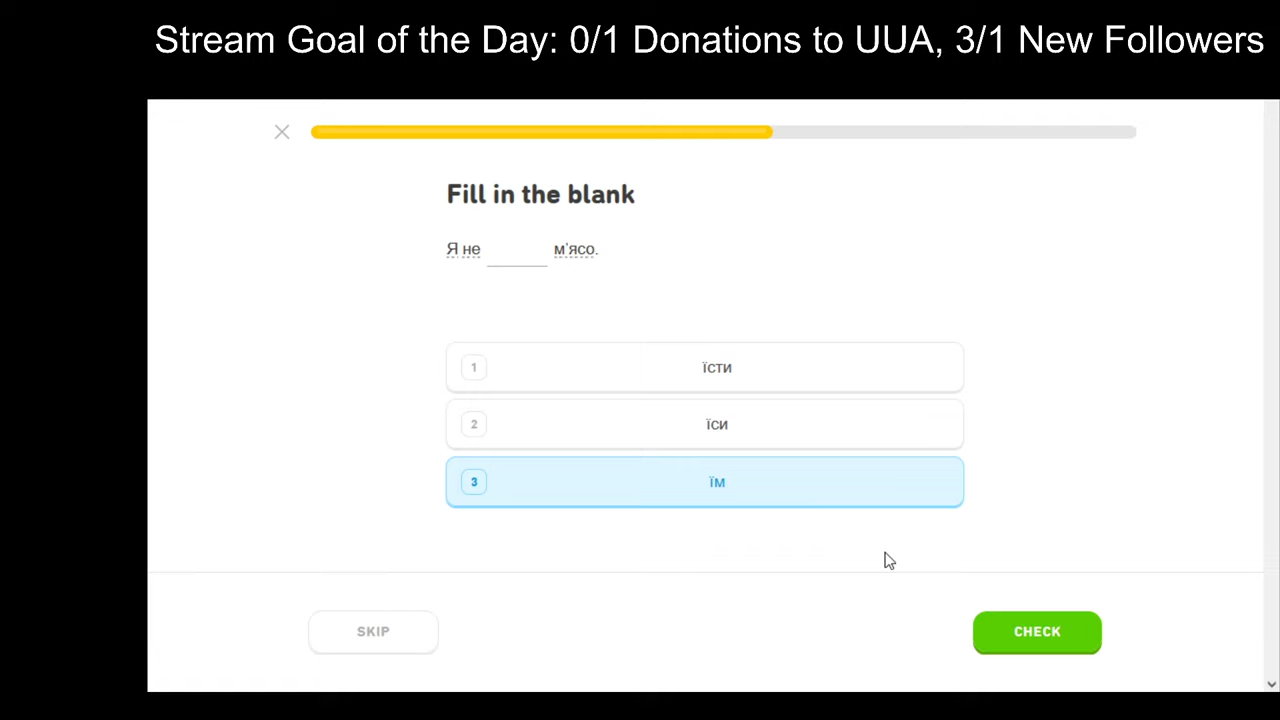 Stream Goal of the Day: 0/1 Donations to UUA, 3/1 New Followers
Fill in the blank
Я не ______ м'ясо.
1 їсти
2 їси
3 їм
SKIP
CHECK